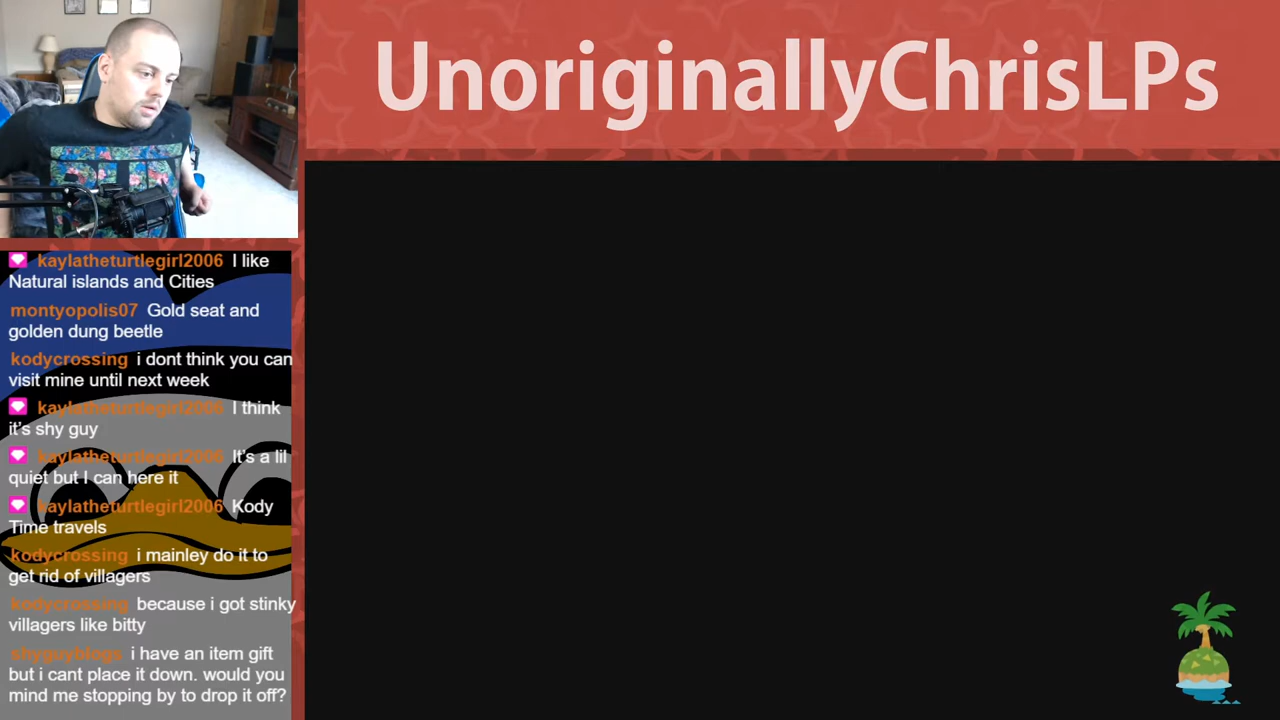 UnoriginallyChrisLPs
kaylatheturtlegirl2006 I like
Natural islands and Cities
montyopolis07 Gold seat and
golden dung beetle
kodycrossing i dont think you can
visit mine until next week
kaylatheturtlegirl2006 I think
it's shy guy
kaylatheturtlegirl2006 It's a lil
quiet but I can here it
kaylatheturtlegirl2006 Kody
Time travels
kodycrossing i mainley do it to
get rid of villagers
kodycrossing because i got stinky
villagers like bitty
shyguyblogs i have an item gift
but i cant place it down. would you
mind me stopping by to drop it off?